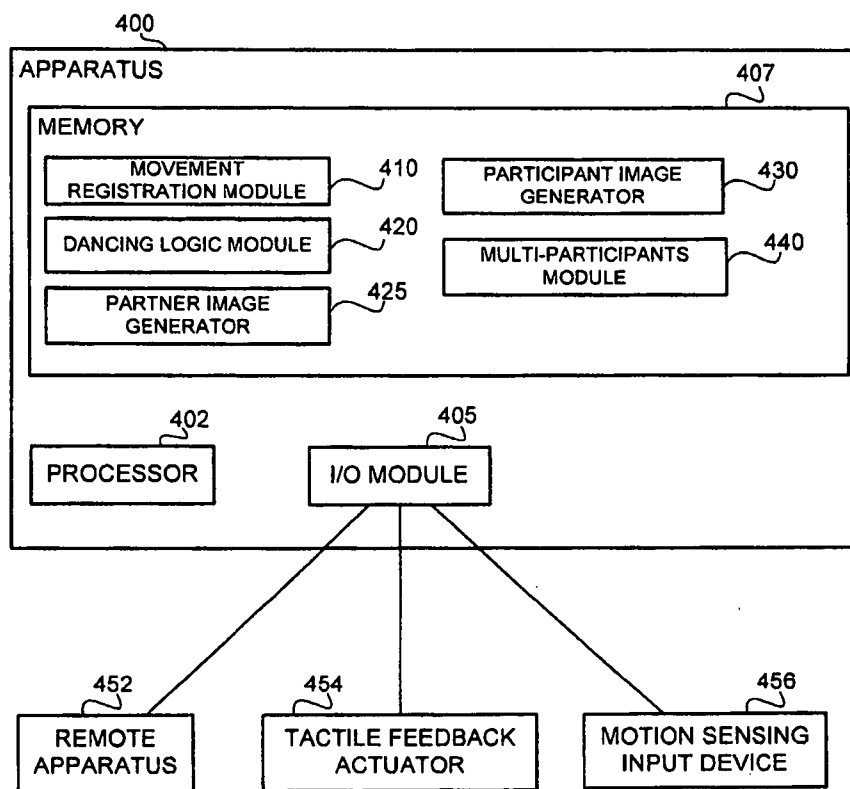 400
APPARATUS
407
MEMORY
MOVEMENT
REGISTRATION MODULE
410
DANCING LOGIC MODULE
420
PARTNER IMAGE
GENERATOR
425
PARTICIPANT IMAGE
GENERATOR
430
MULTI-PARTICIPANTS
MODULE
440
402
PROCESSOR
405
I/O MODULE
452
REMOTE
APPARATUS
454
TACTILE FEEDBACK
ACTUATOR
456
MOTION SENSING
INPUT DEVICE